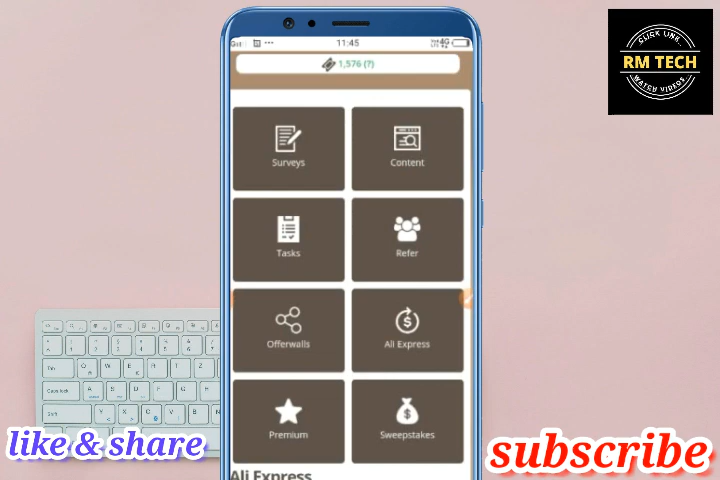 11:45
4G
1,576 (?)
Surveys
Content
Tasks
Refer
Offerwalls
Ali Express
Premium
Sweepstakes
Ali Express
CLICK LINK..
RM TECH
WATCH VIDEOS
like & share
subscribe